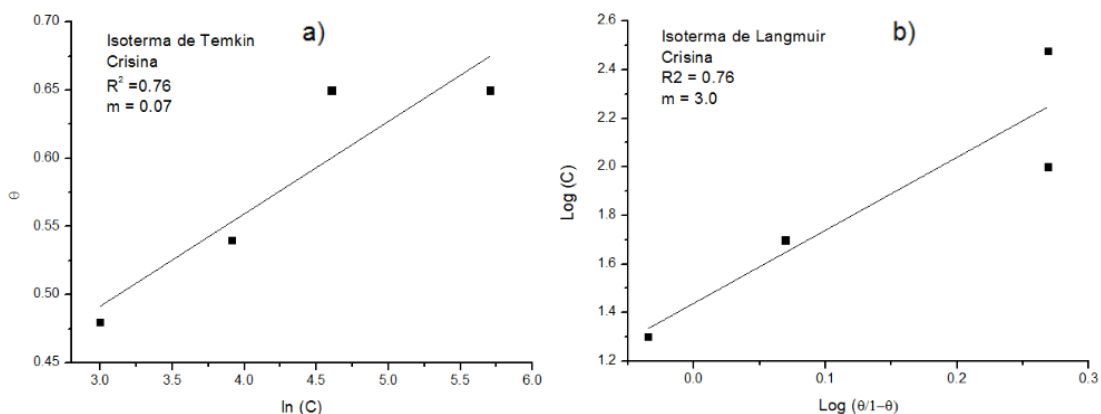 a)
Isoterma de Temkin
Crisina
R² =0.76
m = 0.07
0.70
0.65
0.60
0.55
0.50
0.45
θ
3.0 3.5 4.0 4.5 5.0 5.5 6.0
ln (C)
b)
Isoterma de Langmuir
Crisina
R2 = 0.76
m = 3.0
2.6
2.4
2.2
2.0
1.8
1.6
1.4
1.2
Log (C)
0.0 0.1 0.2 0.3
Log (θ/1−θ)